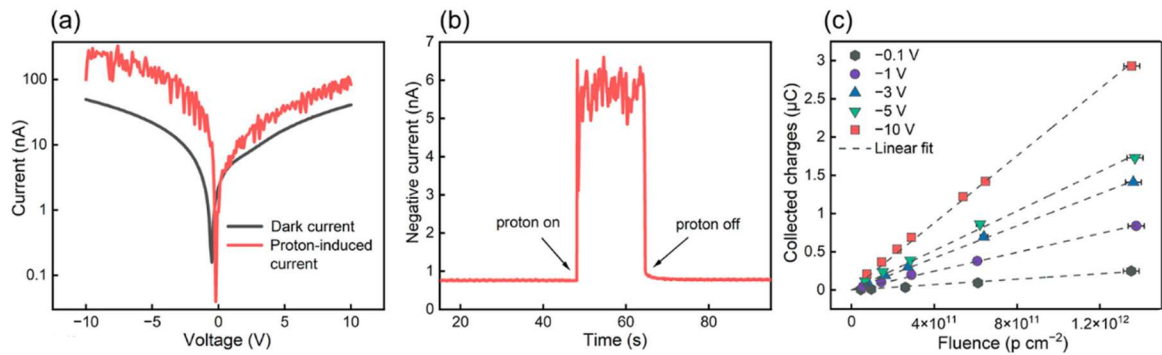 (a)
Current (nA)
100
10
1
0.1
Dark current
Proton-induced
current
−10
−5
0
5
10
Voltage (V)
(b)
Negative current (nA)
7
6
5
4
3
2
1
0
proton on
proton off
20
40
60
80
Time (s)
(c)
Collected charges (μC)
3
2.5
2
1.5
1
0.5
0
−0.1 V
−1 V
−3 V
−5 V
−10 V
Linear fit
0
4×10¹¹
8×10¹¹
1.2×10¹²
Fluence (p cm⁻²)